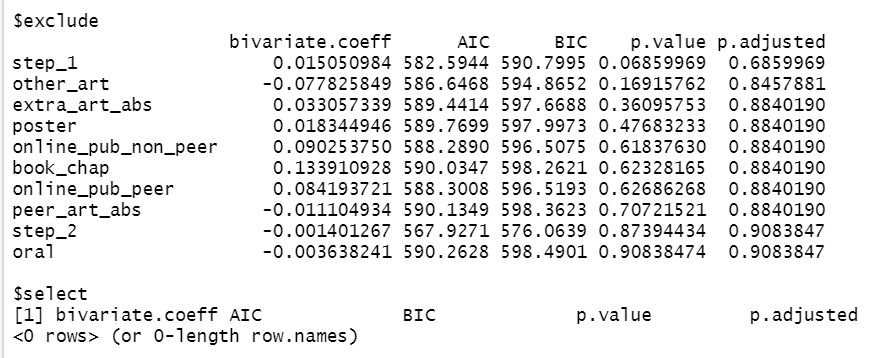 $exclude
bivariate.coeff AIC BIC p.value p.adjusted
step_1 0.015050984 582.5944 590.7995 0.06859969 0.6859969
other_art -0.077825849 586.6468 594.8652 0.16915762 0.8457881
extra_art_abs 0.033057339 589.4414 597.6688 0.36095753 0.8840190
poster 0.018344946 589.7699 597.9973 0.47683233 0.8840190
online_pub_non_peer 0.090253750 588.2890 596.5075 0.61837630 0.8840190
book_chap 0.133910928 590.0347 598.2621 0.62328165 0.8840190
online_pub_peer 0.084193721 588.3008 596.5193 0.62686268 0.8840190
peer_art_abs -0.011104934 590.1349 598.3623 0.70721521 0.8840190
step_2 -0.001401267 567.9271 576.0639 0.87394434 0.9083847
oral -0.003638241 590.2628 598.4901 0.90838474 0.9083847
$select
[1] bivariate.coeff AIC BIC p.value p.adjusted
<0 rows> (or 0-length row.names)